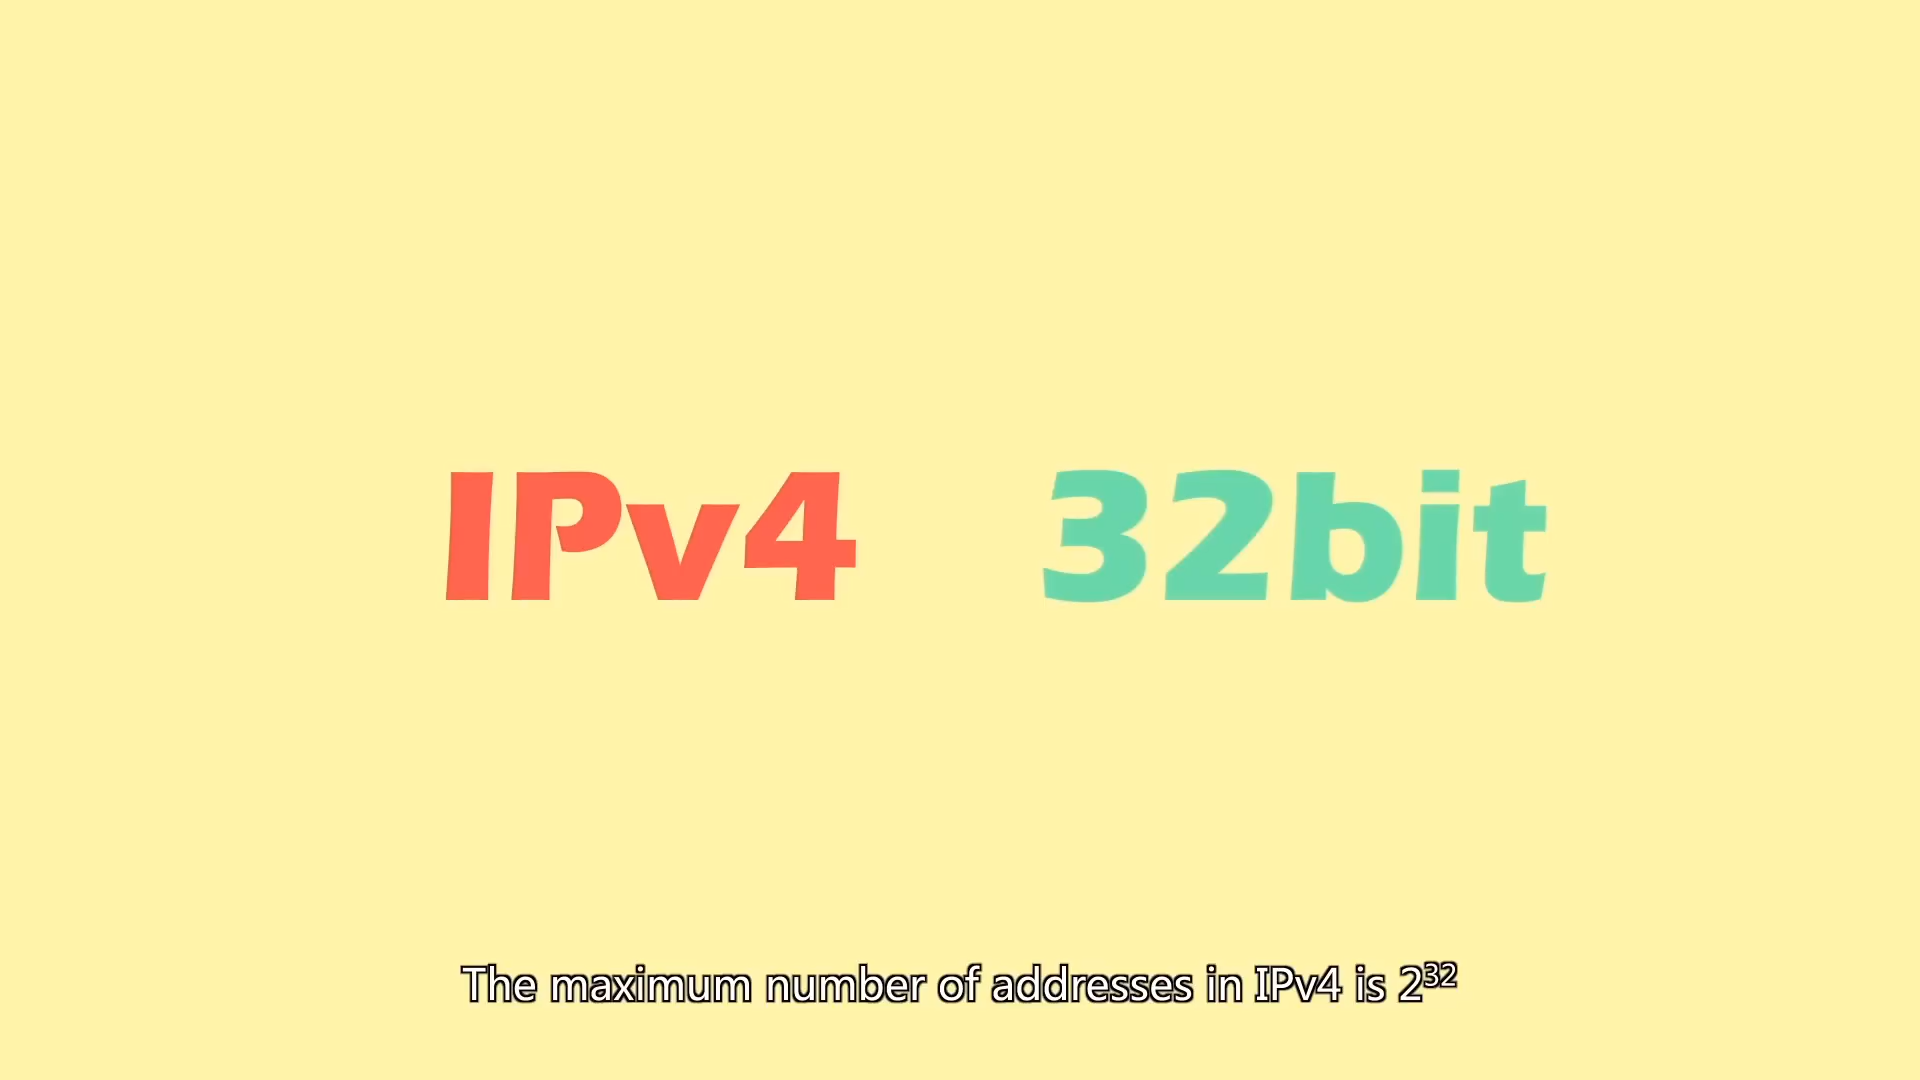 IPv4 32bit
The maximum number of addresses in IPv4 is 2³²